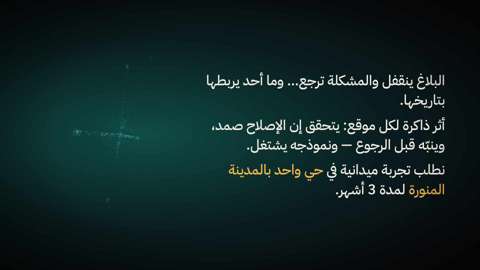 البلاغ ينقفل والمشكلة ترجع... وما أحد يربطها
بتاريخها.
أثر ذاكرة لكل موقع: يتحقق إن الإصلاح صمد،
وينبّه قبل الرجوع — ونموذجه يشتغل.
نطلب تجربة ميدانية في حي واحد بالمدينة
المنورة لمدة 3 أشهر.